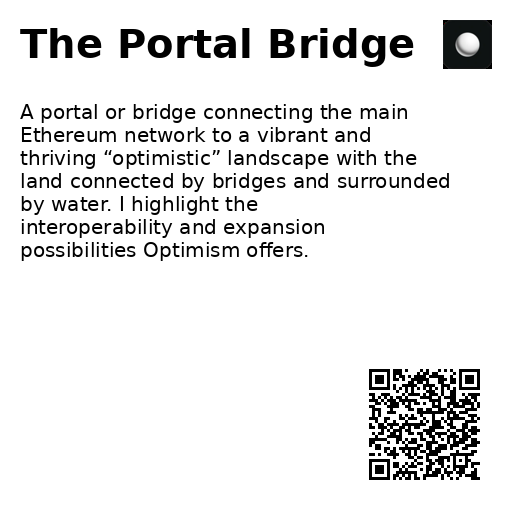 The Portal Bridge
A portal or bridge connecting the main
Ethereum network to a vibrant and
thriving “optimistic” landscape with the
land connected by bridges and surrounded
by water. I highlight the
interoperability and expansion
possibilities Optimism offers.